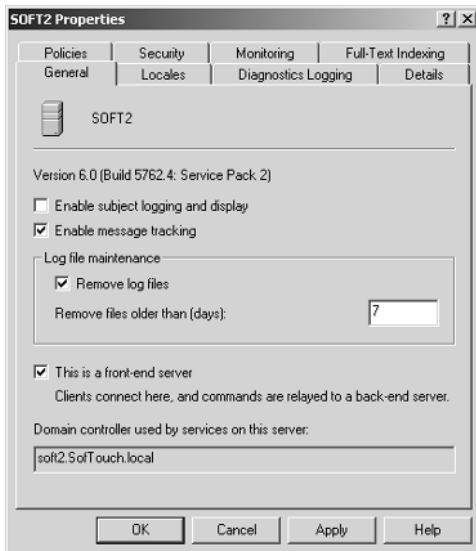 SOFT2 Properties
Policies Security Monitoring Full-Text Indexing
General Locales Diagnostics Logging Details
SOFT2
Version 6.0 (Build 5762.4: Service Pack 2)
Enable subject logging and display
Enable message tracking
Log file maintenance
Remove log files
Remove files older than (days): 7
This is a front-end server
Clients connect here, and commands are relayed to a back-end server.
Domain controller used by services on this server:
soft2.SofTouch.local
OK Cancel Apply Help